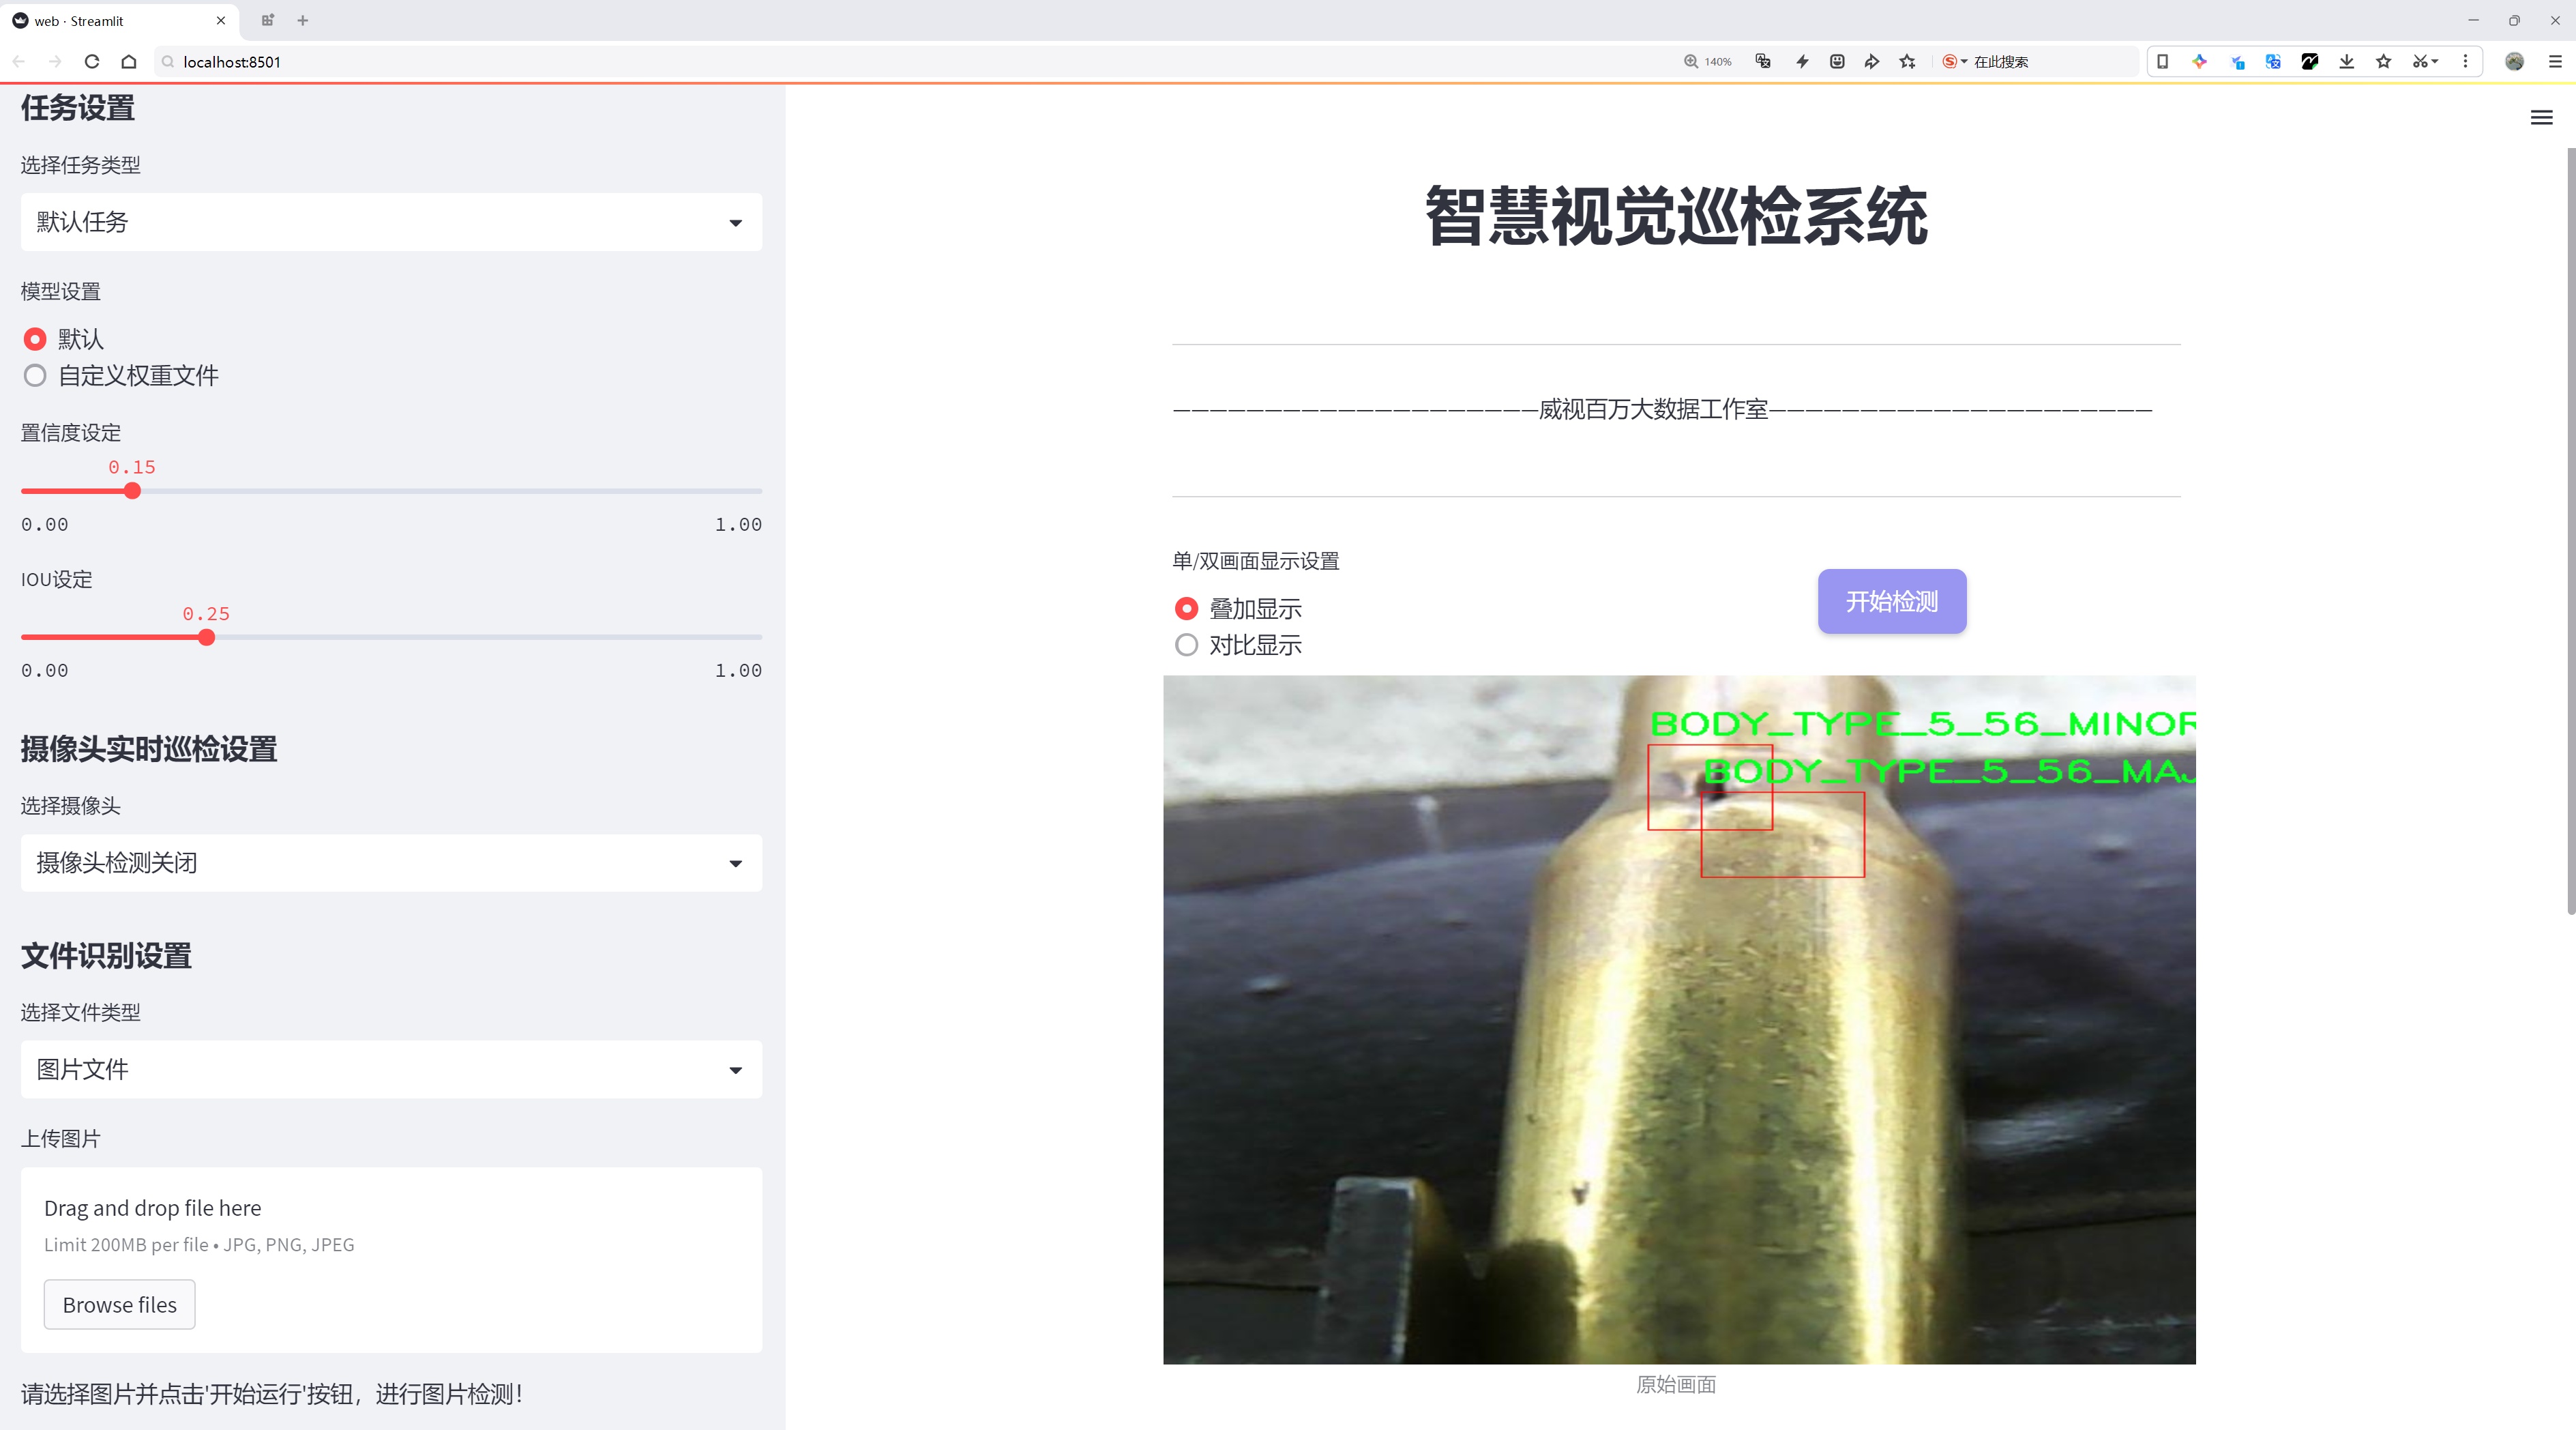 web · Streamlit
localhost:8501
140%
在此搜索
任务设置
选择任务类型
默认任务
模型设置
默认
自定义权重文件
置信度设定
0.15
0.00
1.00
IOU设定
0.25
0.00
1.00
摄像头实时巡检设置
选择摄像头
摄像头检测关闭
文件识别设置
选择文件类型
图片文件
上传图片
Drag and drop file here
Limit 200MB per file • JPG, PNG, JPEG
Browse files
请选择图片并点击'开始运行'按钮，进行图片检测！
智慧视觉巡检系统
————————————————————威视百万大数据工作室—————————————————————
单/双画面显示设置
叠加显示
对比显示
开始检测
BODY_TYPE_5_56_MINOR
BODY_TYPE_5_56_MAJ
原始画面